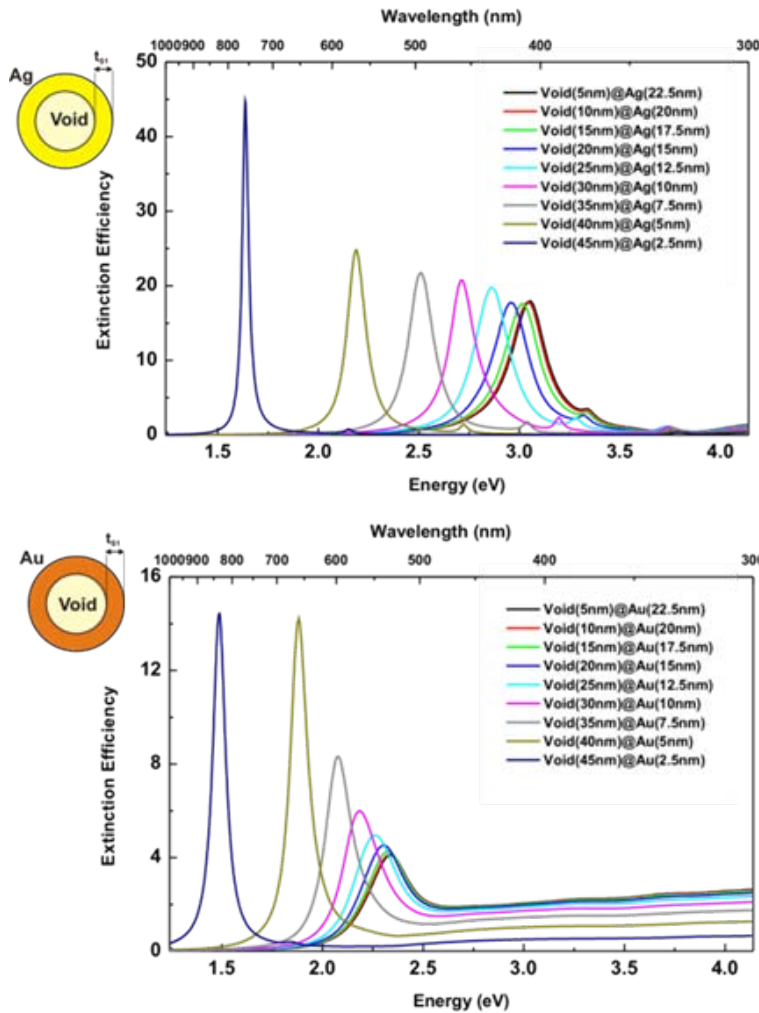 Wavelength (nm)
1000 900 800 700 600 500 400 300
t_S1
Ag
Void
50
40
30
20
10
0
Extinction Efficiency
Void(5nm)@Ag(22.5nm)
Void(10nm)@Ag(20nm)
Void(15nm)@Ag(17.5nm)
Void(20nm)@Ag(15nm)
Void(25nm)@Ag(12.5nm)
Void(30nm)@Ag(10nm)
Void(35nm)@Ag(7.5nm)
Void(40nm)@Ag(5nm)
Void(45nm)@Ag(2.5nm)
1.5 2.0 2.5 3.0 3.5 4.0
Energy (eV)
Wavelength (nm)
1000 900 800 700 600 500 400 300
t_S1
Au
Void
16
12
8
4
0
Extinction Efficiency
Void(5nm)@Au(22.5nm)
Void(10nm)@Au(20nm)
Void(15nm)@Au(17.5nm)
Void(20nm)@Au(15nm)
Void(25nm)@Au(12.5nm)
Void(30nm)@Au(10nm)
Void(35nm)@Au(7.5nm)
Void(40nm)@Au(5nm)
Void(45nm)@Au(2.5nm)
1.5 2.0 2.5 3.0 3.5 4.0
Energy (eV)